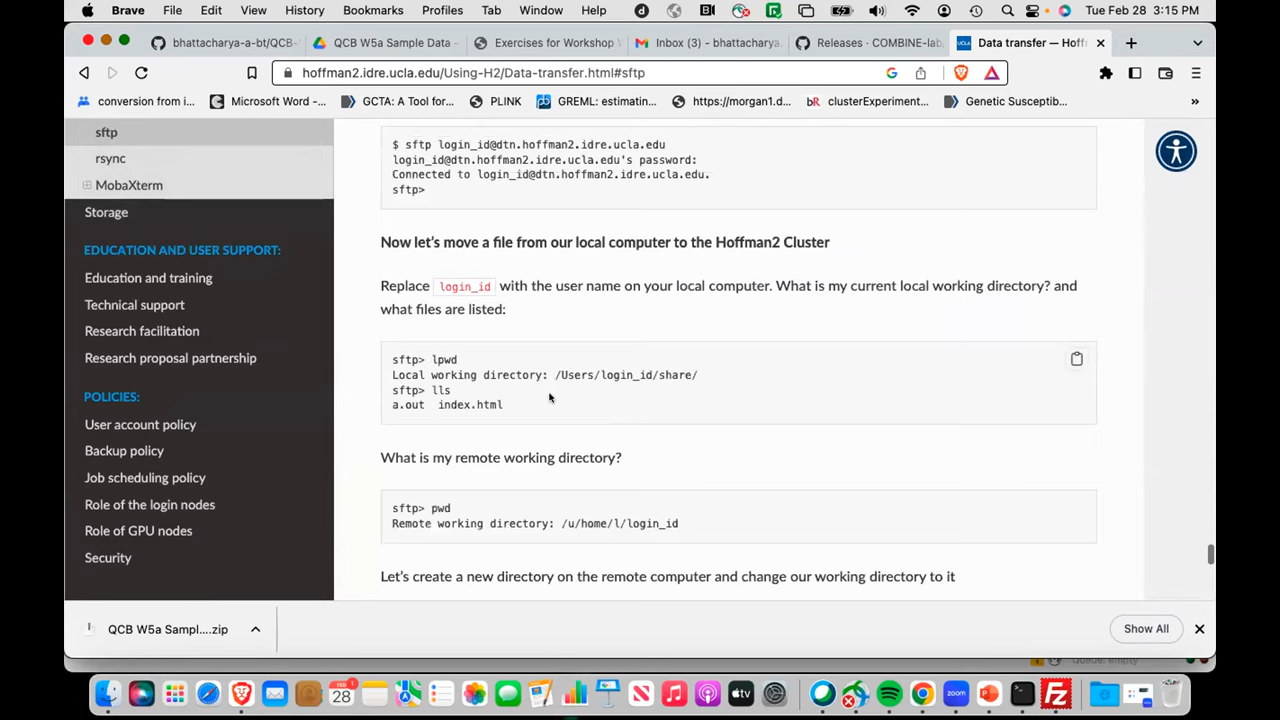 Brave File Edit View History Bookmarks Profiles Tab Window Help Tue Feb 28 3:15 PM
bhattacharya-a-bt/QCB- QCB W5a Sample Data - Exercises for Workshop W Inbox (3) - bhattacharya. Releases · COMBINE-lab, Data transfer — Hoff
hoffman2.idre.ucla.edu/Using-H2/Data-transfer.html#sftp
conversion from i... Microsoft Word -... GCTA: A Tool for... PLINK GREML: estimatin... https://morgan1.d... clusterExperiment... Genetic Susceptib... »
sftp
rsync
MobaXterm
Storage
EDUCATION AND USER SUPPORT:
Education and training
Technical support
Research facilitation
Research proposal partnership
POLICIES:
User account policy
Backup policy
Job scheduling policy
Role of the login nodes
Role of GPU nodes
Security
$ sftp login_id@dtn.hoffman2.idre.ucla.edu
login_id@dtn.hoffman2.idre.ucla.edu's password:
Connected to login_id@dtn.hoffman2.idre.ucla.edu.
sftp>
Now let's move a file from our local computer to the Hoffman2 Cluster
Replace login_id with the user name on your local computer. What is my current local working directory? and
what files are listed:
sftp> lpwd
Local working directory: /Users/login_id/share/
sftp> lls
a.out index.html
What is my remote working directory?
sftp> pwd
Remote working directory: /u/home/l/login_id
Let's create a new directory on the remote computer and change our working directory to it
QCB W5a Sampl....zip
Show All
Queue: empty
FEB
28
tv
zoom